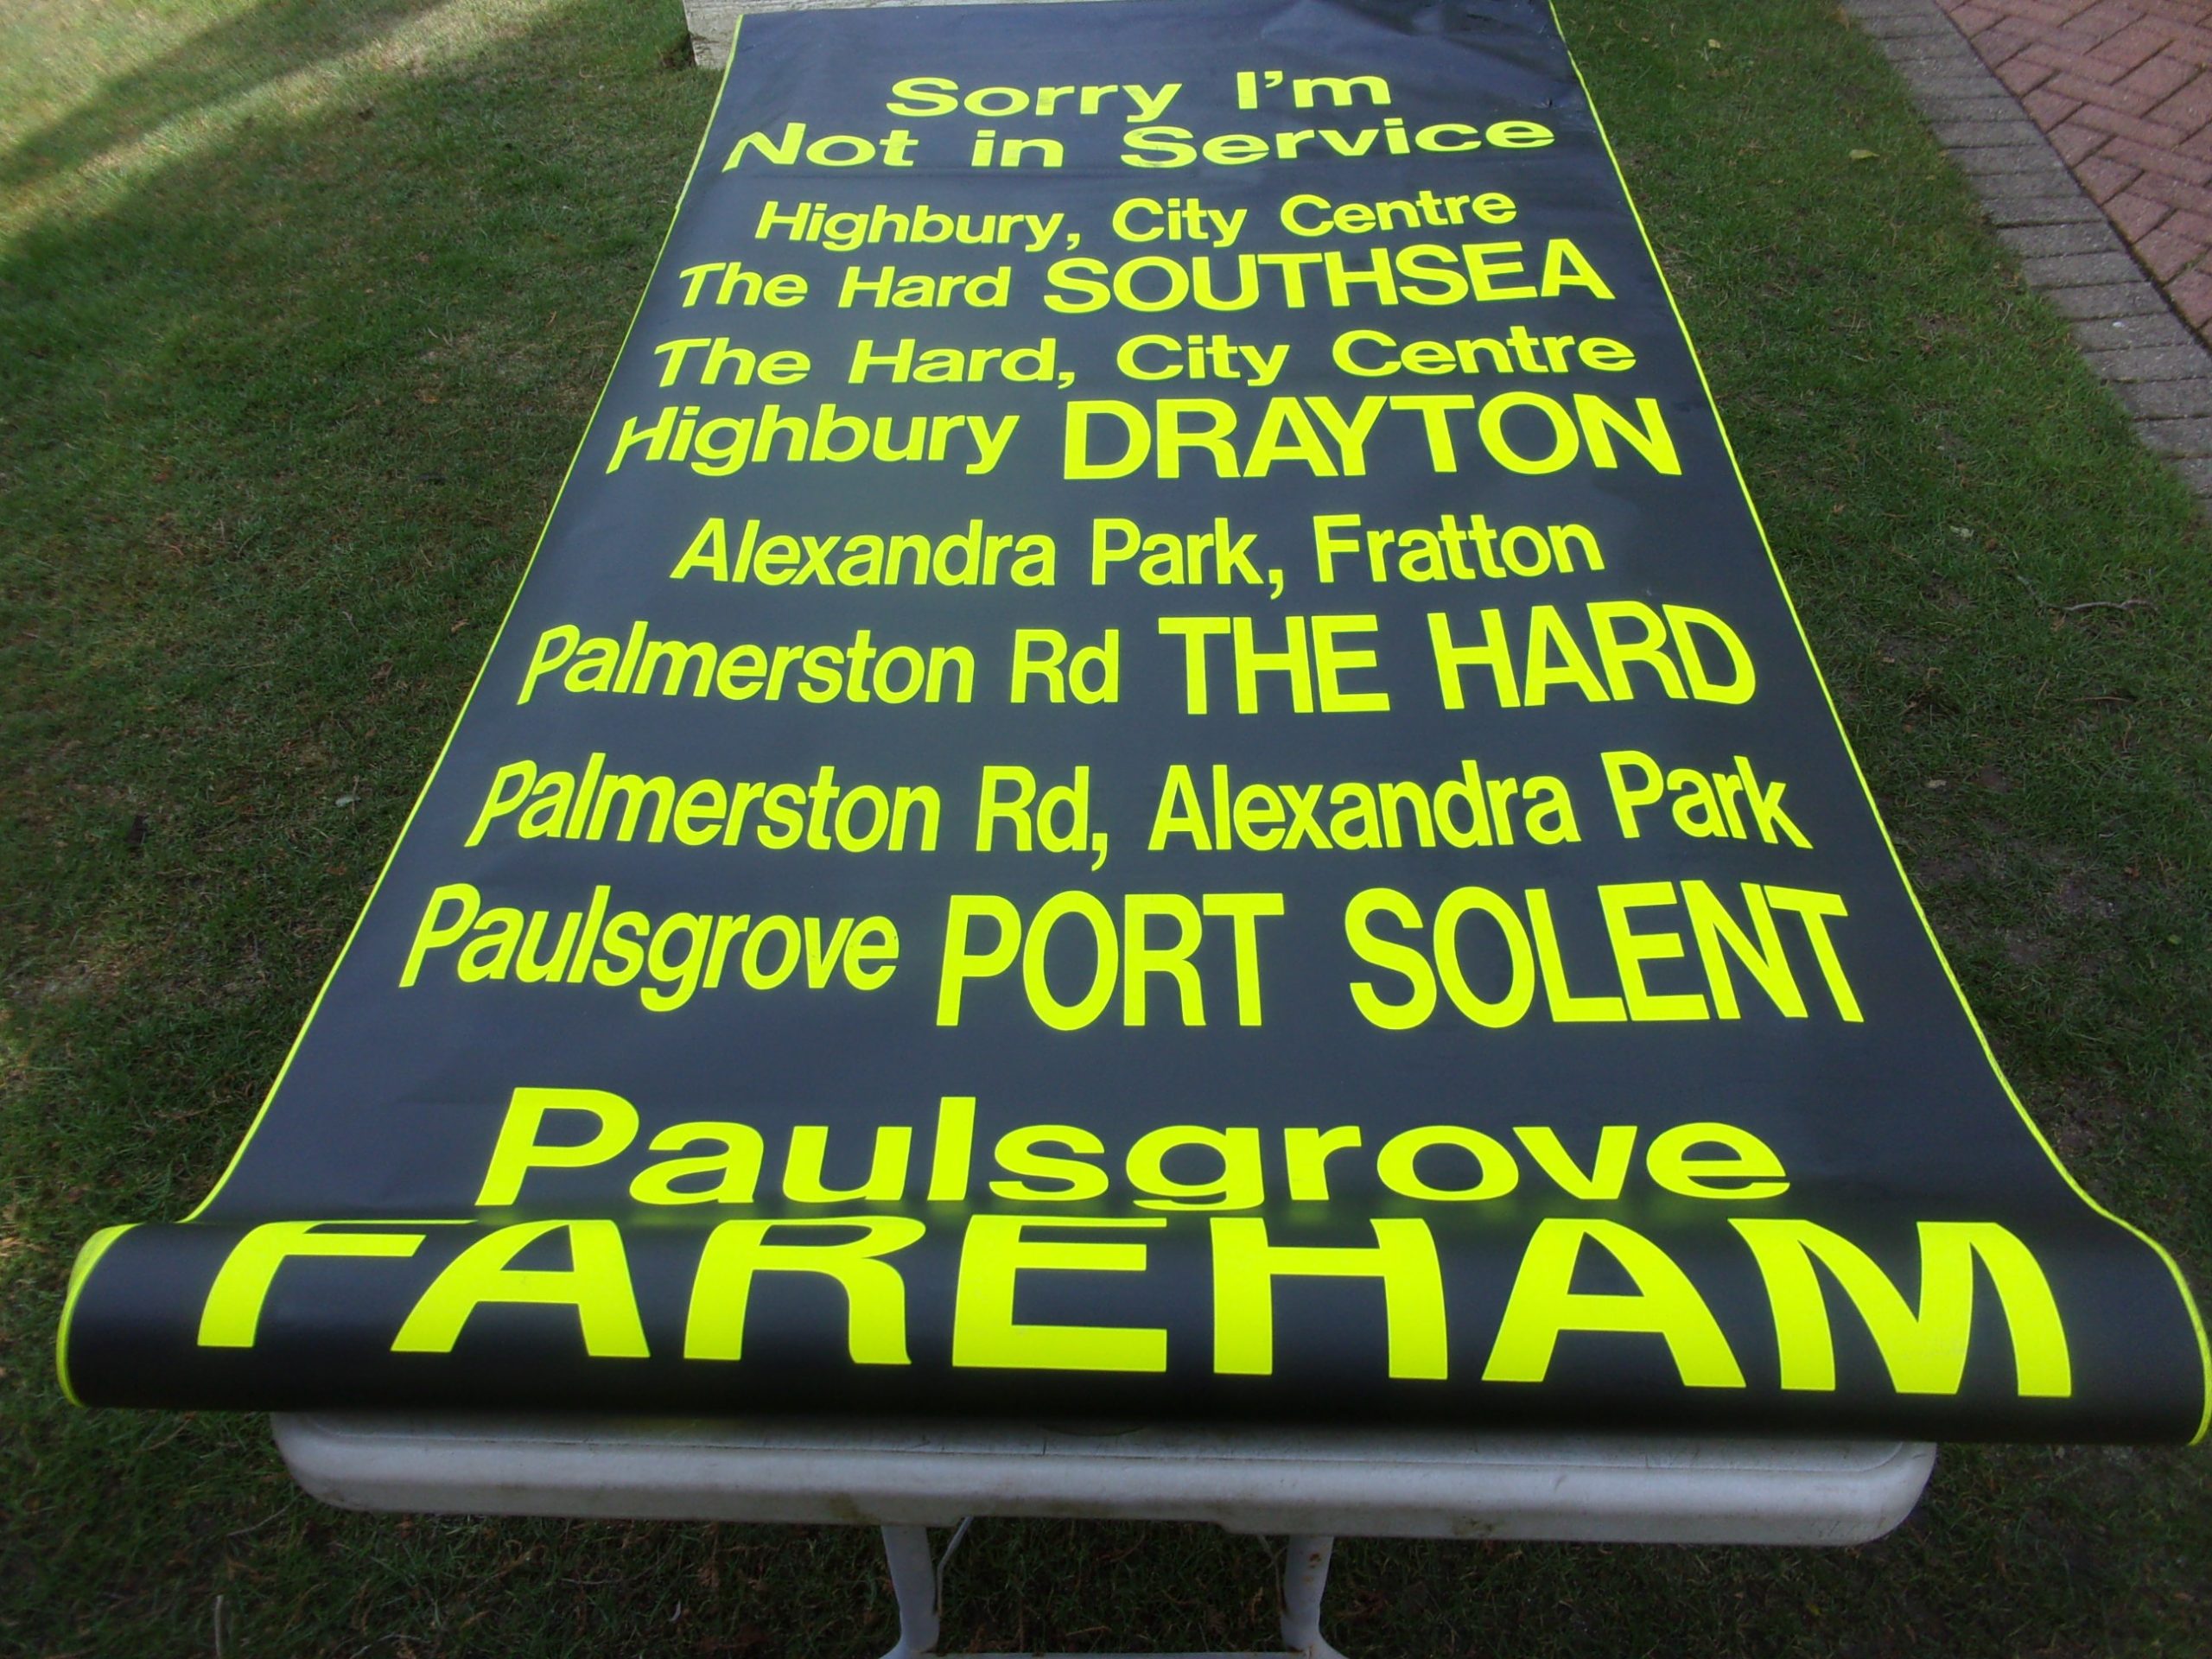 Sorry I'm
Not in Service
Highbury, City Centre
The Hard SOUTHSEA
The Hard, City Centre
Highbury DRAYTON
Alexandra Park, Fratton
Palmerston Rd THE HARD
Palmerston Rd, Alexandra Park
Paulsgrove PORT SOLENT
Paulsgrove
FAREHAM